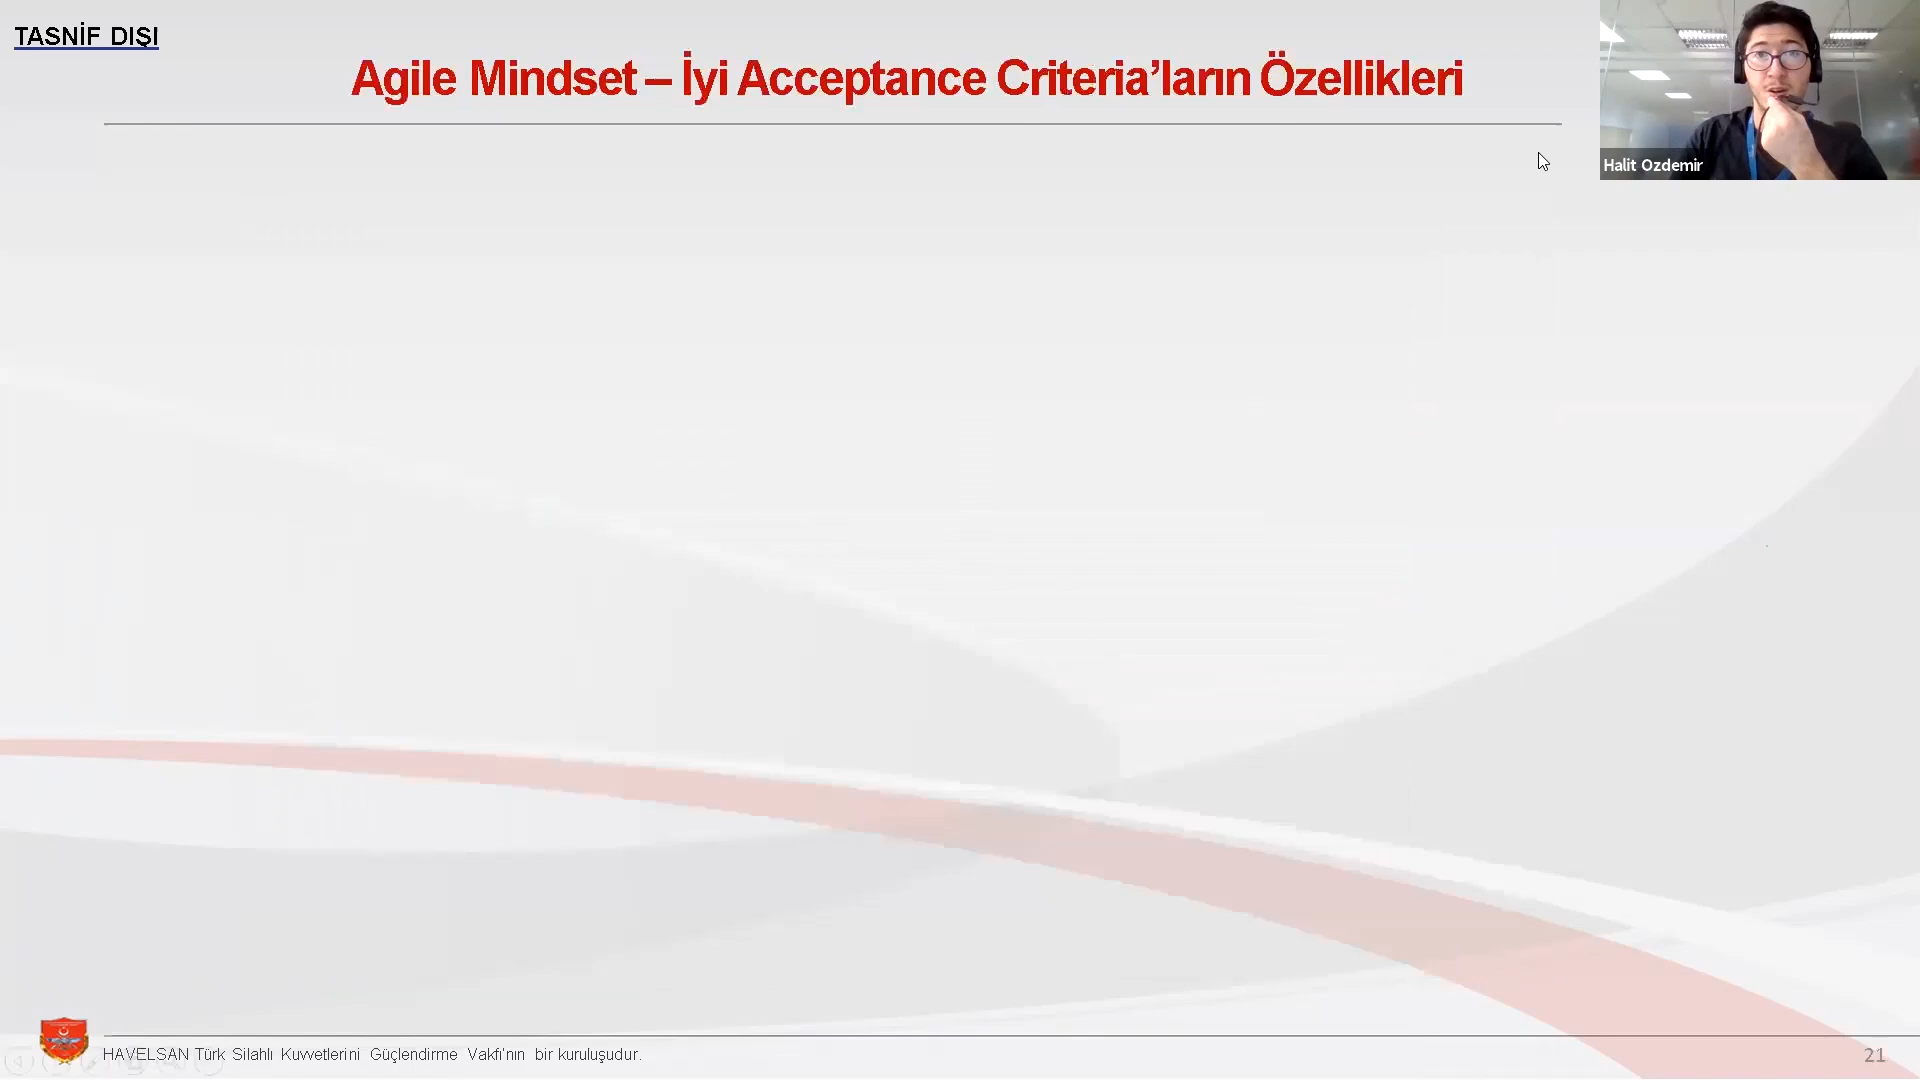 TASNİF DIŞI
Agile Mindset – İyi Acceptance Criteria’ların Özellikleri
Halit Ozdemir
HAVELSAN Türk Silahlı Kuvvetlerini Güçlendirme Vakfı'nın bir kuruluşudur.
21